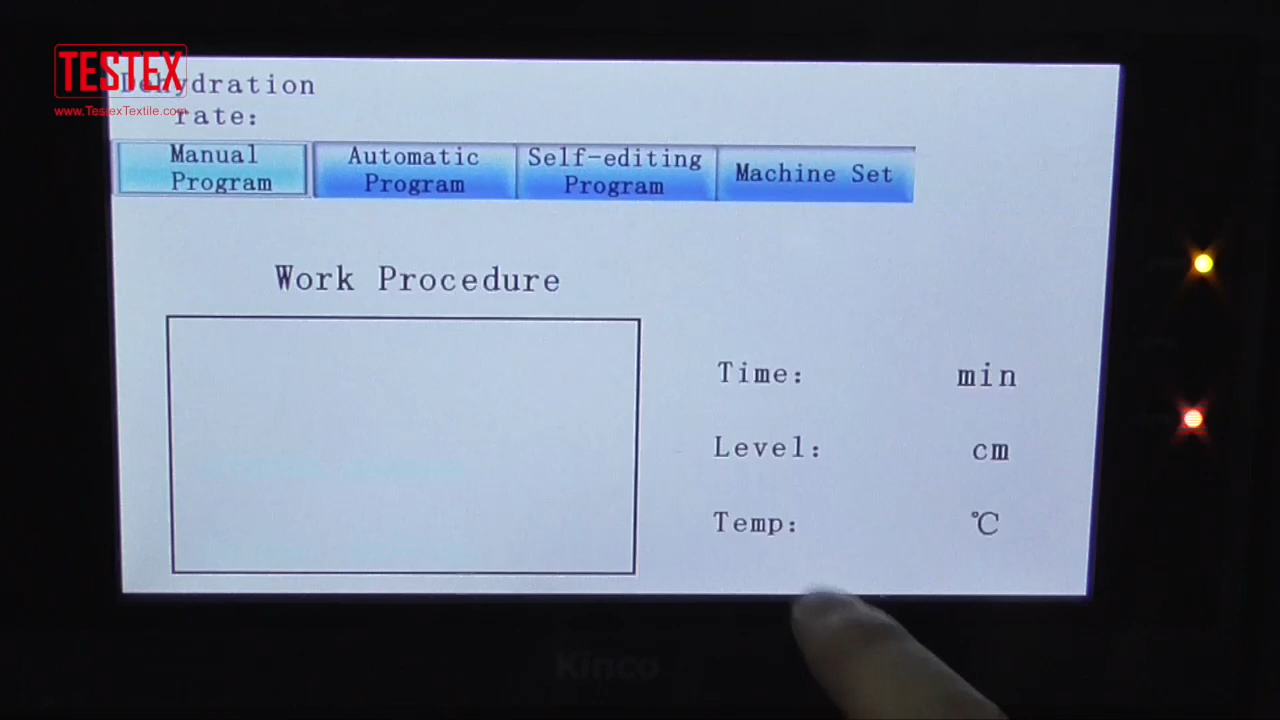 TESTEX
www.TestexTextile.com
Dehydration
rate:
Manual
Program
Automatic
Program
Self-editing
Program
Machine Set
Work Procedure
Time: min
Level: cm
Temp: ℃
Kinco